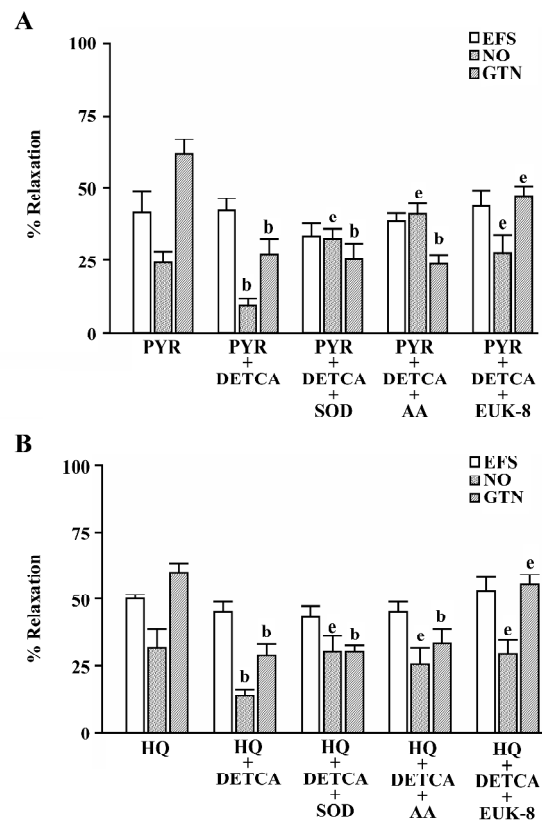 A
EFS
NO
GTN
100
75
50
25
0
% Relaxation
b
b
e
b
e
b
e
e
PYR
PYR
+
DETCA
PYR
+
DETCA
+
SOD
PYR
+
DETCA
+
AA
PYR
+
DETCA
+
EUK-8
B
EFS
NO
GTN
100
75
50
25
0
% Relaxation
b
b
e
b
e
b
e
e
HQ
HQ
+
DETCA
HQ
+
DETCA
+
SOD
HQ
+
DETCA
+
AA
HQ
+
DETCA
+
EUK-8